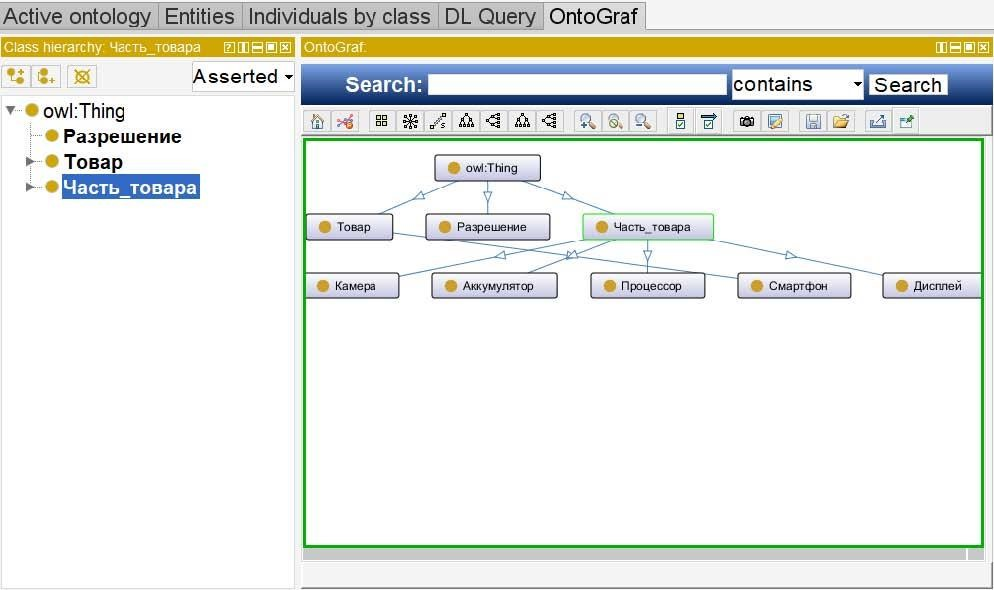 Active ontology Entities Individuals by class DL Query OntoGraf
Class hierarchy: Часть_товара
OntoGraf:
Asserted
Search: contains Search
owl:Thing
Разрешение
Товар
Часть_товара
owl:Thing
Товар Разрешение Часть_товара
Камера Аккумулятор Процессор Смартфон Дисплей